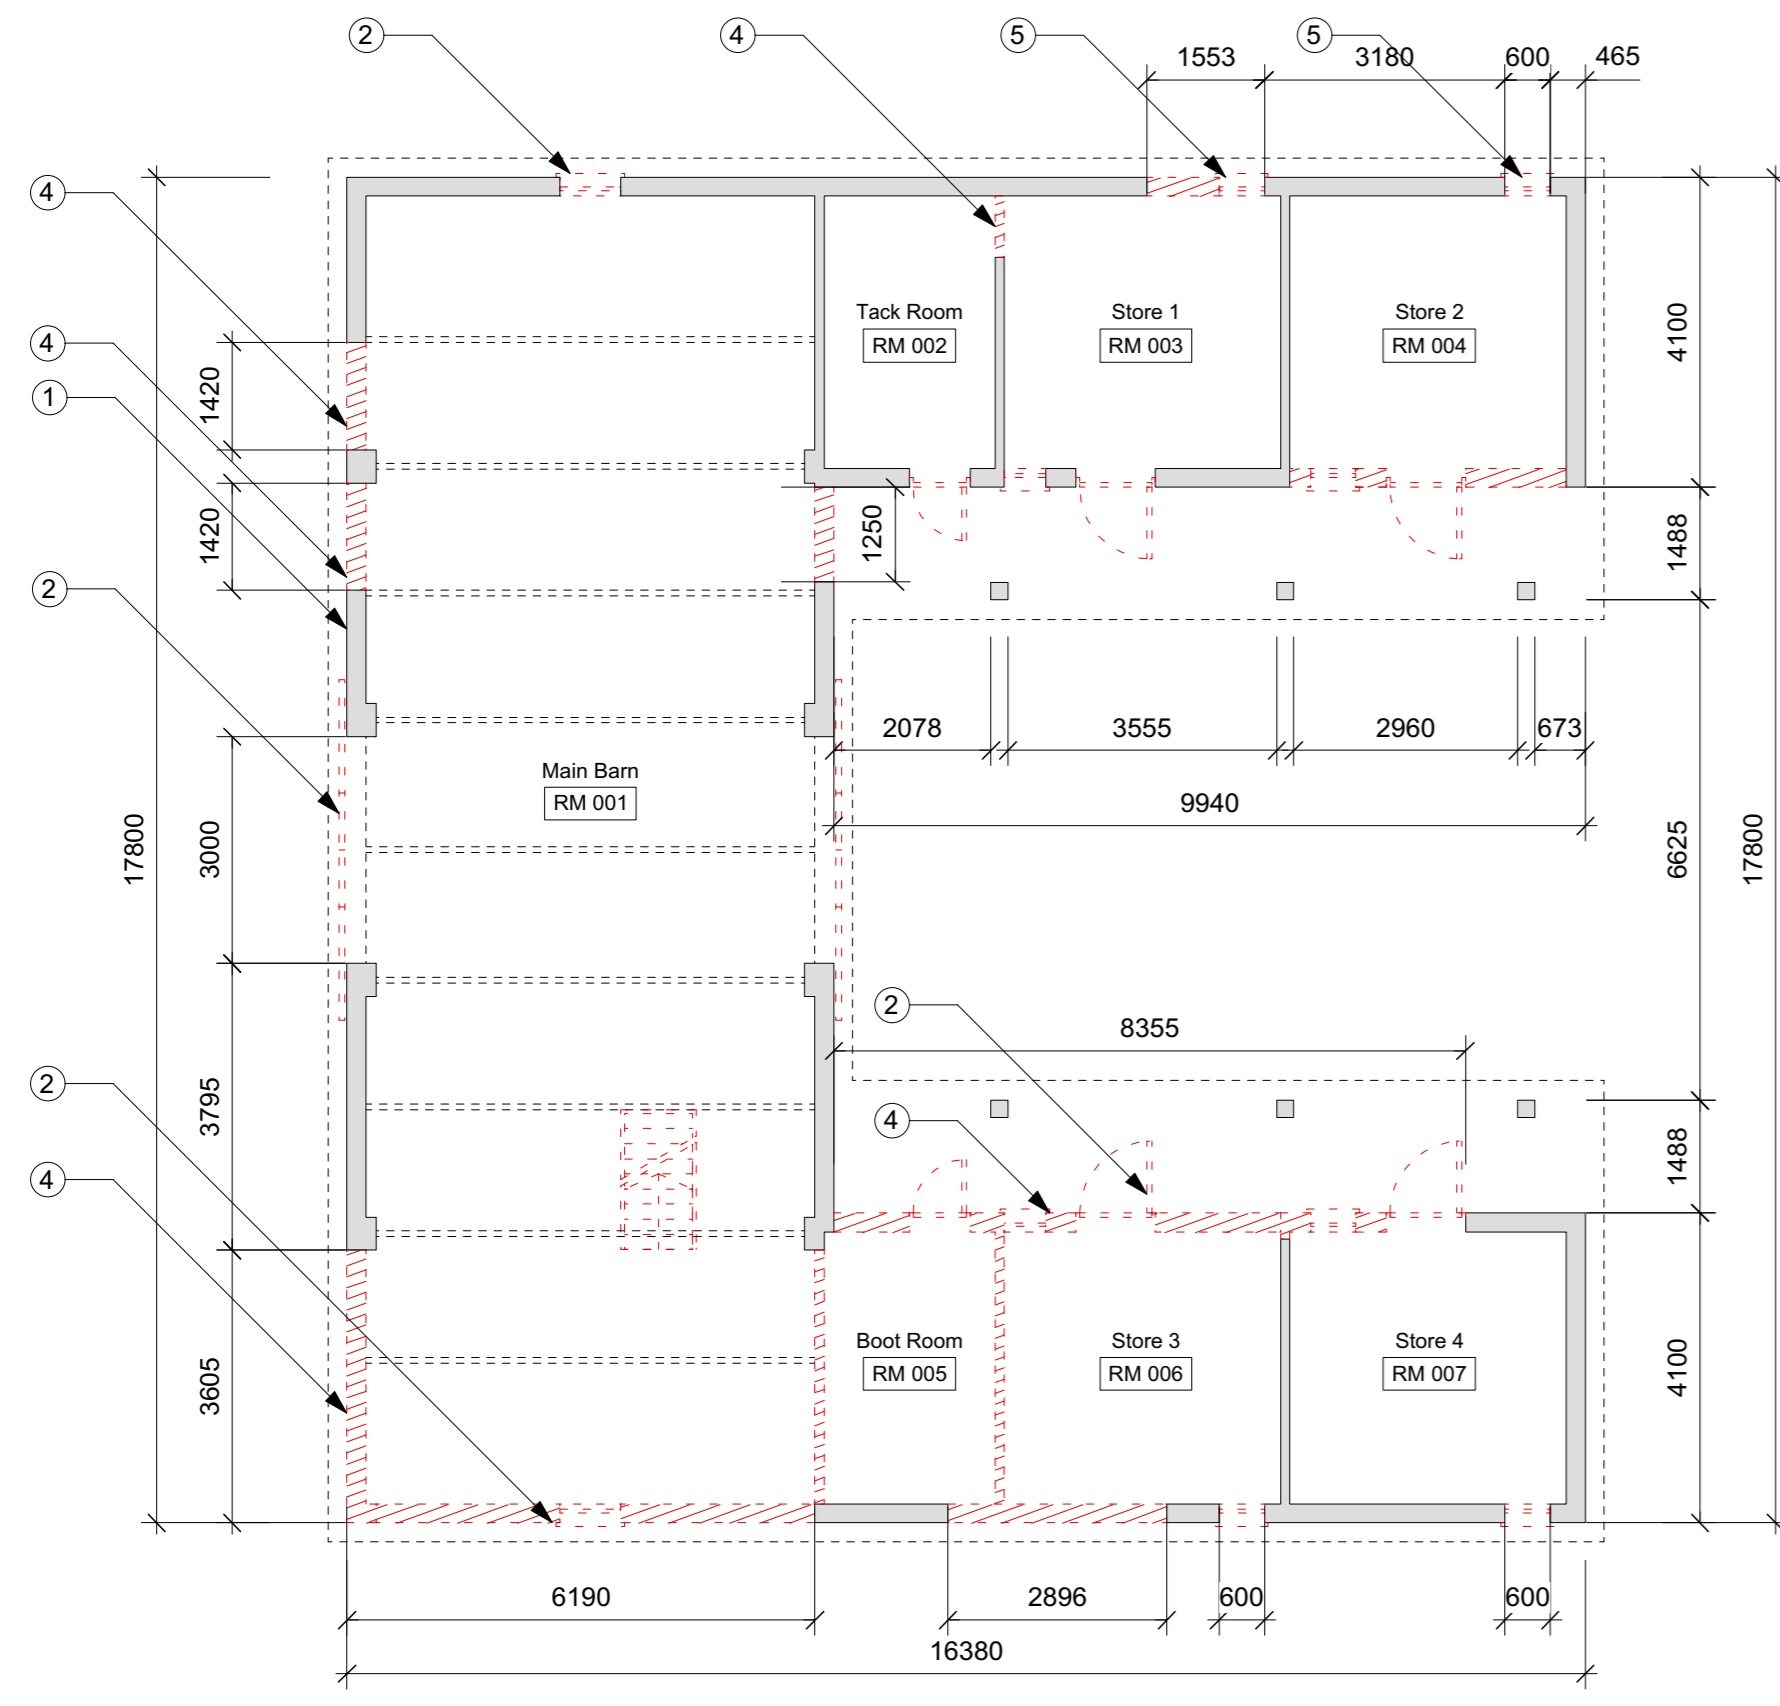 2
4
5
5
1553
3180
600
465
4
4
1
2
2
4
1420
1420
17800
3000
3795
3605
Tack Room
RM 002
Store 1
RM 003
Store 2
RM 004
4100
1488
6625
17800
1488
4100
1250
2078
3555
2960
673
9940
Main Barn
RM 001
2
8355
4
Boot Room
RM 005
Store 3
RM 006
Store 4
RM 007
6190
2896
600
600
16380